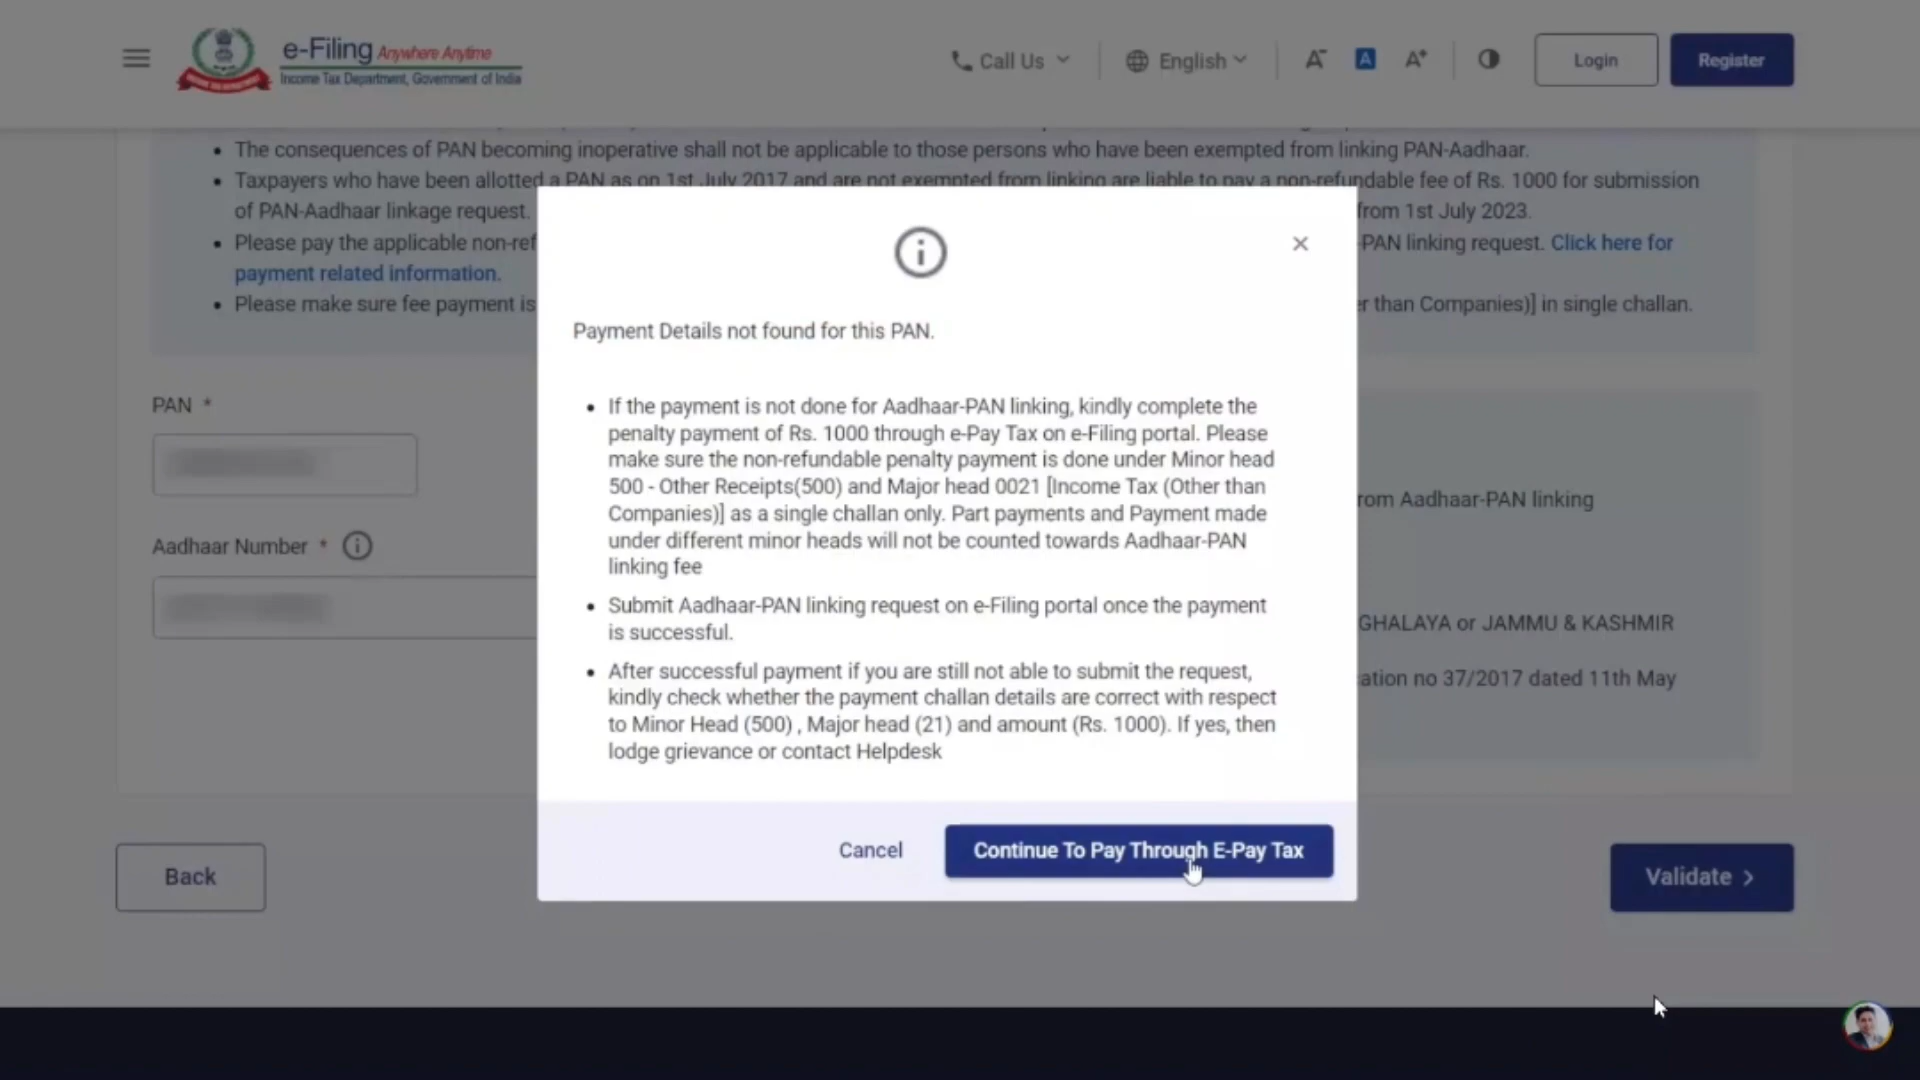 e-Filing Anywhere Anytime
Income Tax Department, Government of India
Call Us
English
A-
A
A+
Login
Register
The consequences of PAN becoming inoperative shall not be applicable to those persons who have been exempted from linking PAN-Aadhaar.
Taxpayers who have been allotted a PAN as on 1st July 2017 and are not exempted from linking are liable to pay a non-refundable fee of Rs. 1000 for submission
of PAN-Aadhaar linkage request. from 1st July 2023.
Please pay the applicable non-ref -PAN linking request. Click here for
payment related information.
Please make sure fee payment is er than Companies)] in single challan.
PAN *
Aadhaar Number *
rom Aadhaar-PAN linking
GHALAYA or JAMMU & KASHMIR
ation no 37/2017 dated 11th May
Payment Details not found for this PAN.
If the payment is not done for Aadhaar-PAN linking, kindly complete the
penalty payment of Rs. 1000 through e-Pay Tax on e-Filing portal. Please
make sure the non-refundable penalty payment is done under Minor head
500 - Other Receipts(500) and Major head 0021 [Income Tax (Other than
Companies)] as a single challan only. Part payments and Payment made
under different minor heads will not be counted towards Aadhaar-PAN
linking fee
Submit Aadhaar-PAN linking request on e-Filing portal once the payment
is successful.
After successful payment if you are still not able to submit the request,
kindly check whether the payment challan details are correct with respect
to Minor Head (500) , Major head (21) and amount (Rs. 1000). If yes, then
lodge grievance or contact Helpdesk
Cancel
Continue To Pay Through E-Pay Tax
Back
Validate >